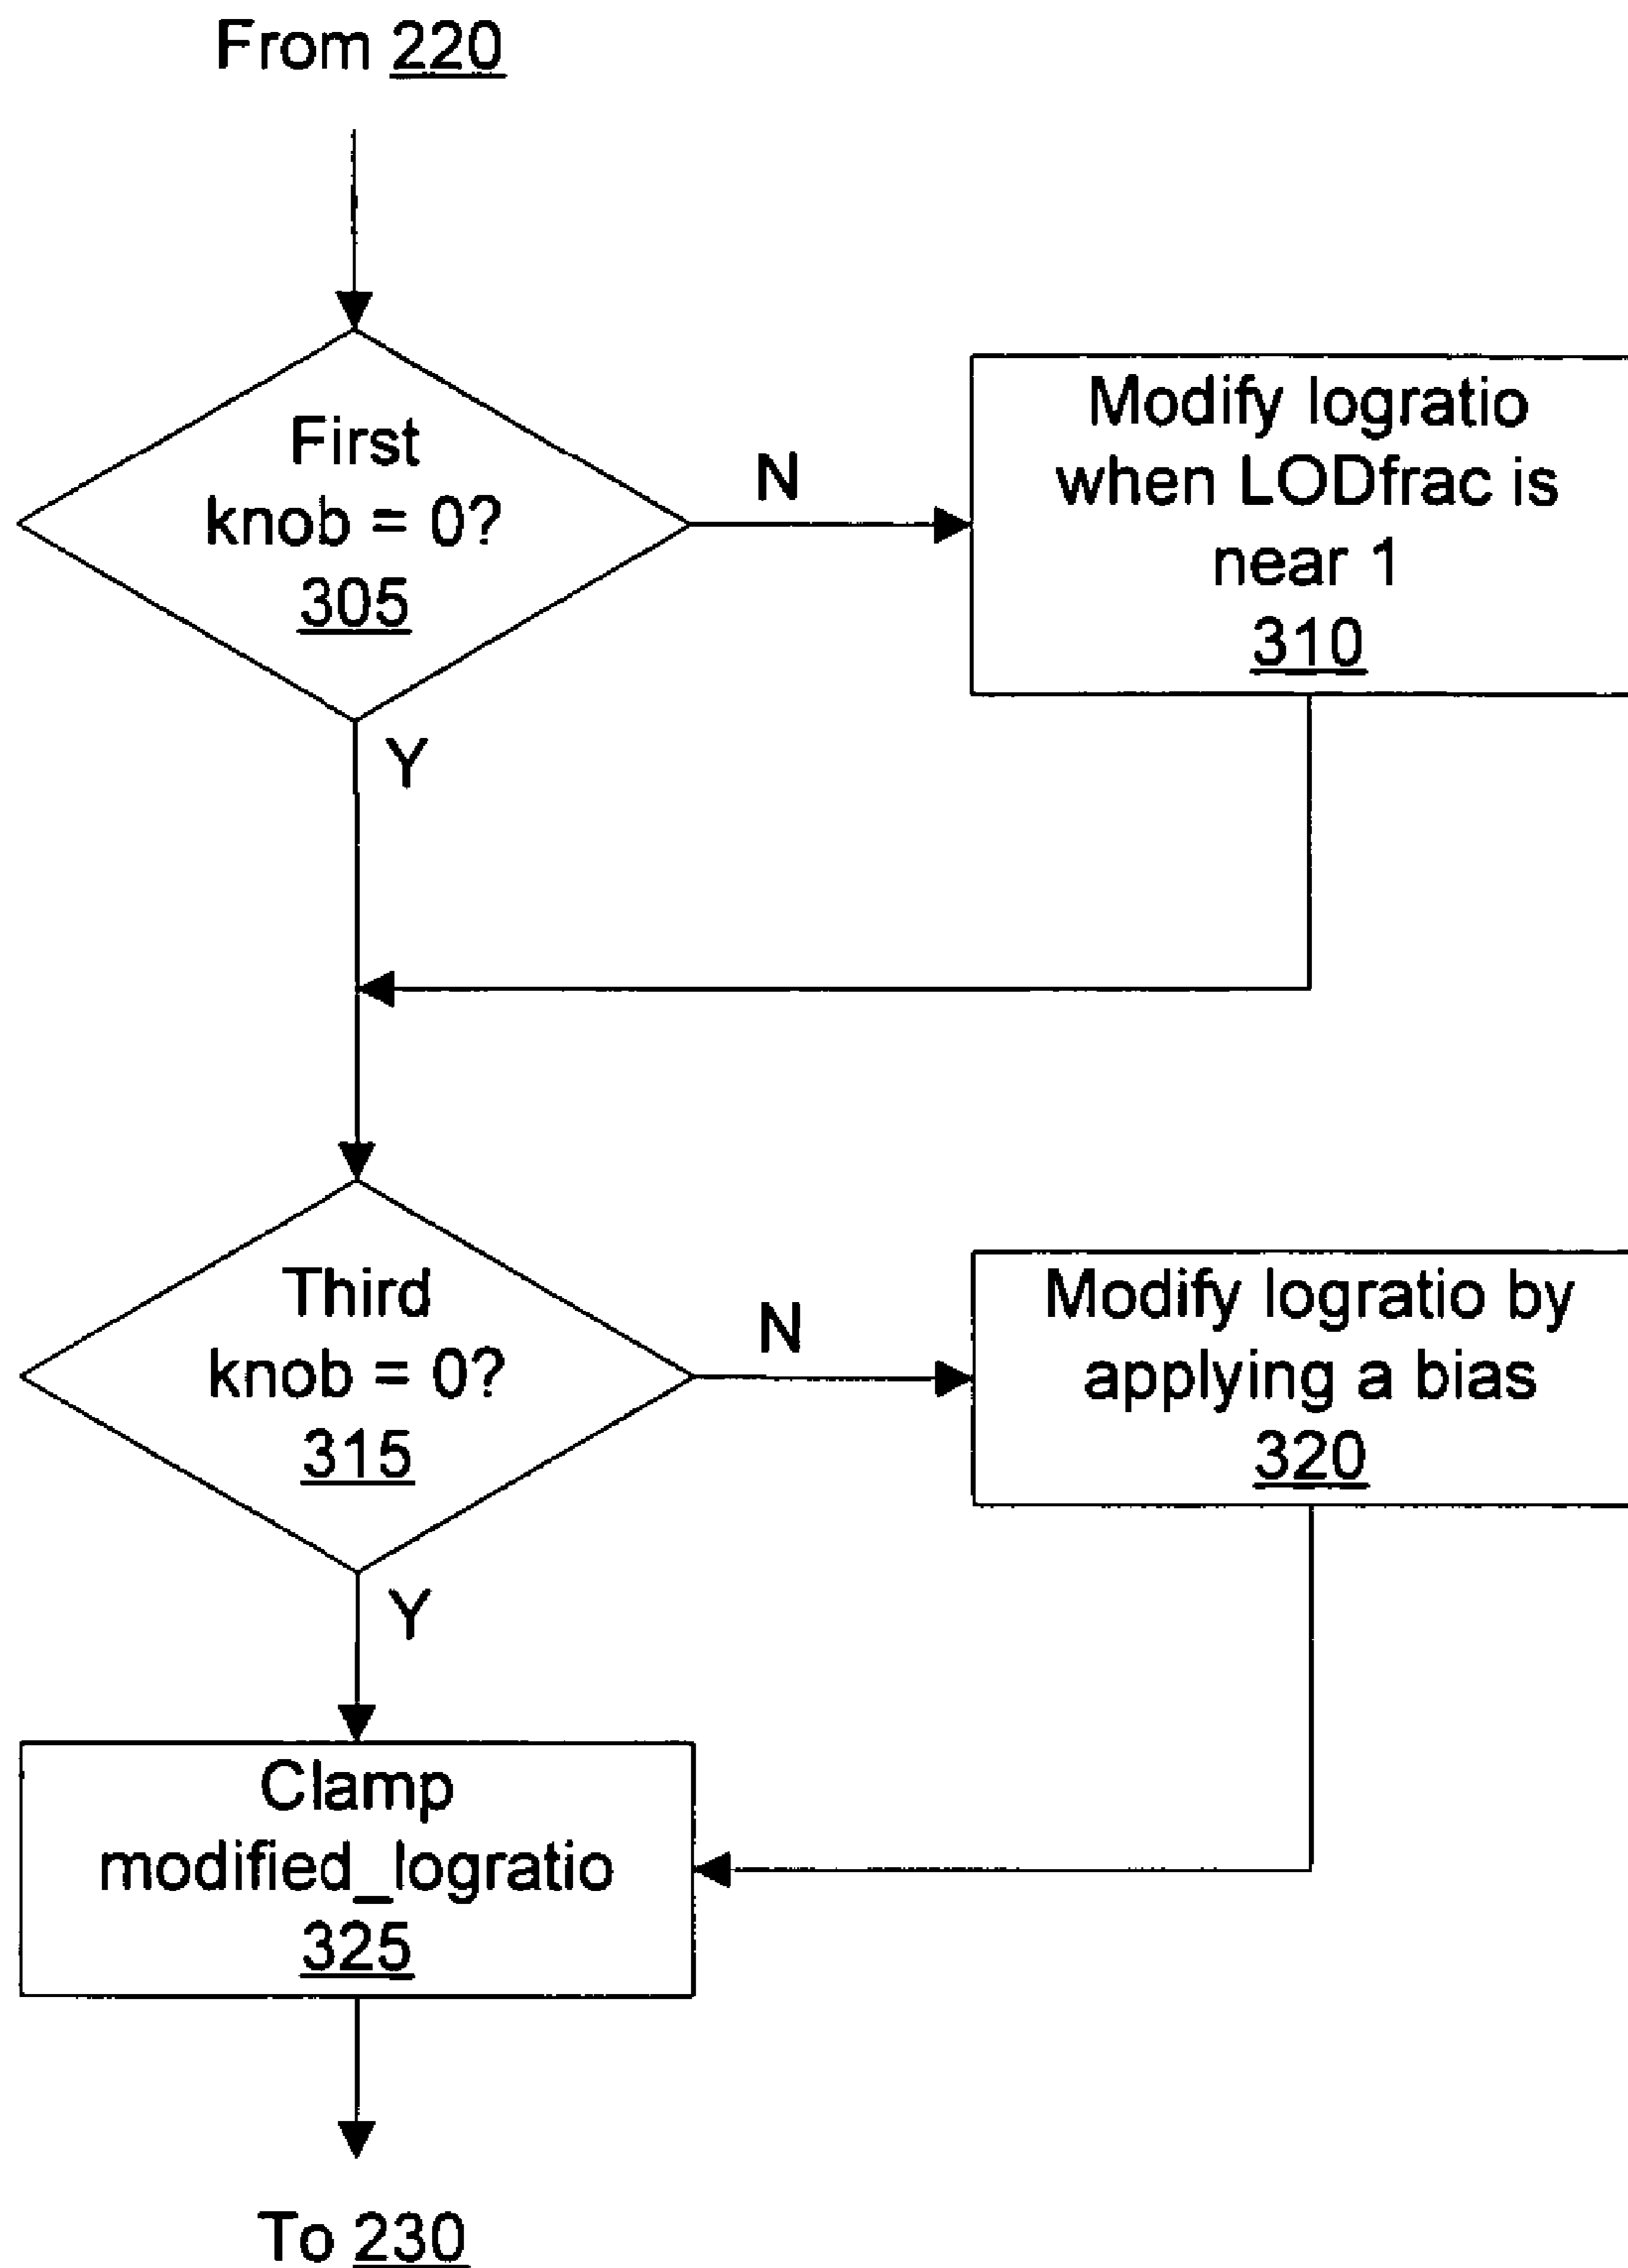 From 220
First
knob = 0?
305
N
Modify logratio
when LODfrac is
near 1
310
Y
Third
knob = 0?
315
N
Modify logratio by
applying a bias
320
Y
Clamp
modified_logratio
325
To 230